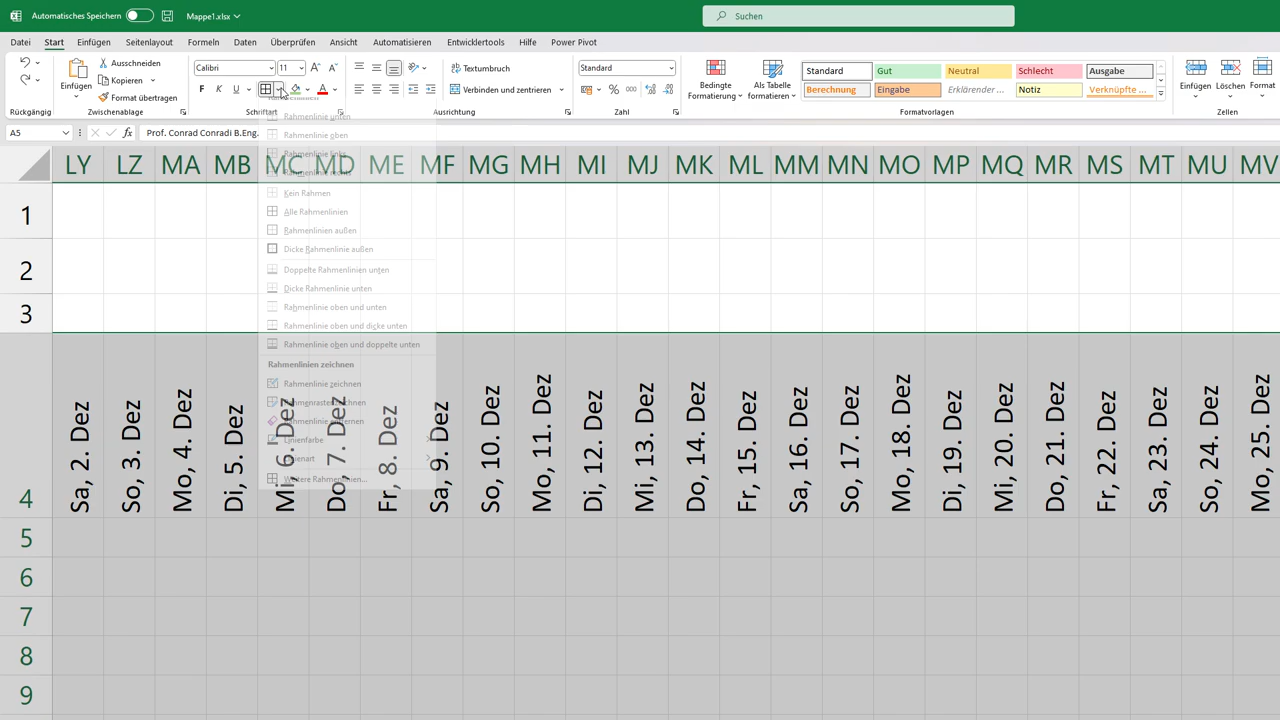 Automatisches Speichern
Mappe1.xlsx
Suchen
Datei Start Einfügen Seitenlayout Formeln Daten Überprüfen Ansicht Automatisieren Entwicklertools Hilfe Power Pivot
Rückgängig
Einfügen
Ausschneiden
Kopieren
Format übertragen
Zwischenablage
Calibri 11
F K U
Schriftart
Textumbruch
Verbinden und zentrieren
Ausrichtung
Standard
% 000
Zahl
Bedingte Formatierung
Als Tabelle formatieren
Standard Gut Neutral Schlecht Ausgabe
Berechnung Eingabe Erklärender ... Notiz Verknüpfte ...
Formatvorlagen
Einfügen Löschen Format
Zellen
A5
fx
Prof. Conrad Conradi B.Eng.
LY LZ MA MB MC MD ME MF MG MH MI MJ MK ML MM MN MO MP MQ MR MS MT MU MV
Rahmenlinie unten
Rahmenlinie oben
Rahmenlinie links
Rahmenlinie rechts
Kein Rahmen
Alle Rahmenlinien
Rahmenlinien außen
Dicke Rahmenlinie außen
Doppelte Rahmenlinien unten
Dicke Rahmenlinie unten
Rahmenlinie oben und unten
Rahmenlinie oben und dicke unten
Rahmenlinie oben und doppelte unten
Rahmenlinien zeichnen
Rahmenlinie zeichnen
Rahmenraster zeichnen
Rahmenlinie entfernen
Linienfarbe
Linienart
Weitere Rahmenlinien...
1
2
3
4
Sa, 2. Dez
So, 3. Dez
Mo, 4. Dez
Di, 5. Dez
Mi, 6. Dez
Do, 7. Dez
Fr, 8. Dez
Sa, 9. Dez
So, 10. Dez
Mo, 11. Dez
Di, 12. Dez
Mi, 13. Dez
Do, 14. Dez
Fr, 15. Dez
Sa, 16. Dez
So, 17. Dez
Mo, 18. Dez
Di, 19. Dez
Mi, 20. Dez
Do, 21. Dez
Fr, 22. Dez
Sa, 23. Dez
So, 24. Dez
Mo, 25. Dez
5
6
7
8
9